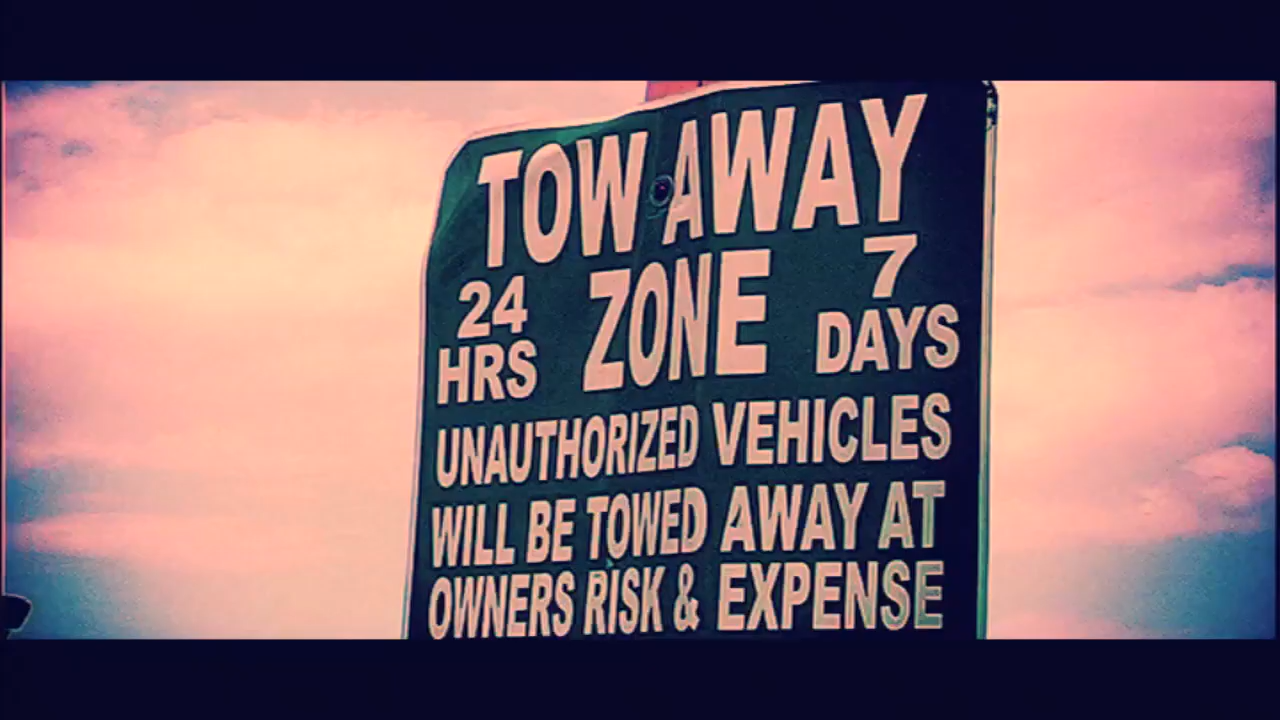 TOW AWAY
24 HRS ZONE 7 DAYS
UNAUTHORIZED VEHICLES
WILL BE TOWED AWAY AT
OWNERS RISK & EXPENSE